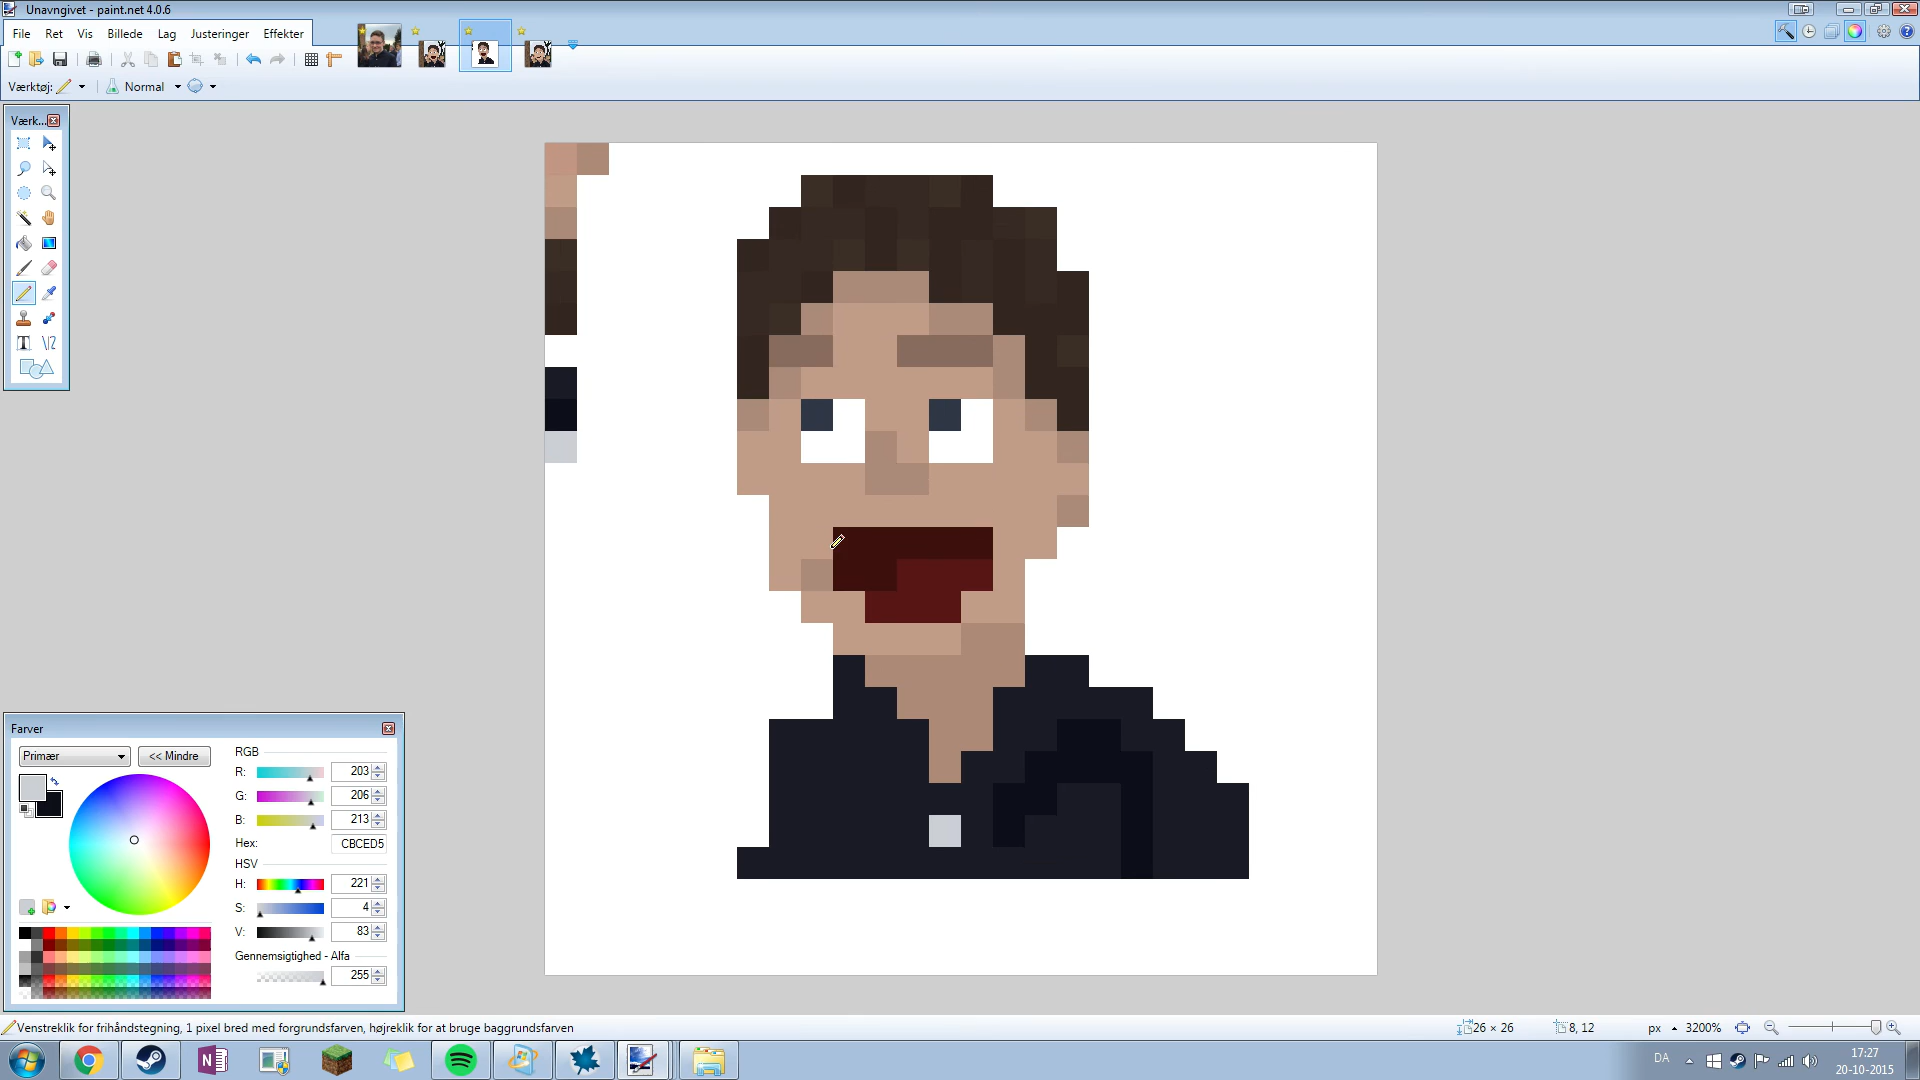 Unavngivet - paint.net 4.0.6
File Ret Vis Billede Lag Justeringer Effekter
Værktøj: Normal
Værk...
Farver
Primær << Mindre
RGB
R: 203
G: 206
B: 213
Hex: CBCED5
HSV
H: 221
S: 4
V: 83
Gennemsigtighed - Alfa
255
Venstreklik for frihåndstegning, 1 pixel bred med forgrundsfarven, højreklik for at bruge baggrundsfarven
26 × 26
8, 12
px
3200%
DA
17:27
20-10-2015